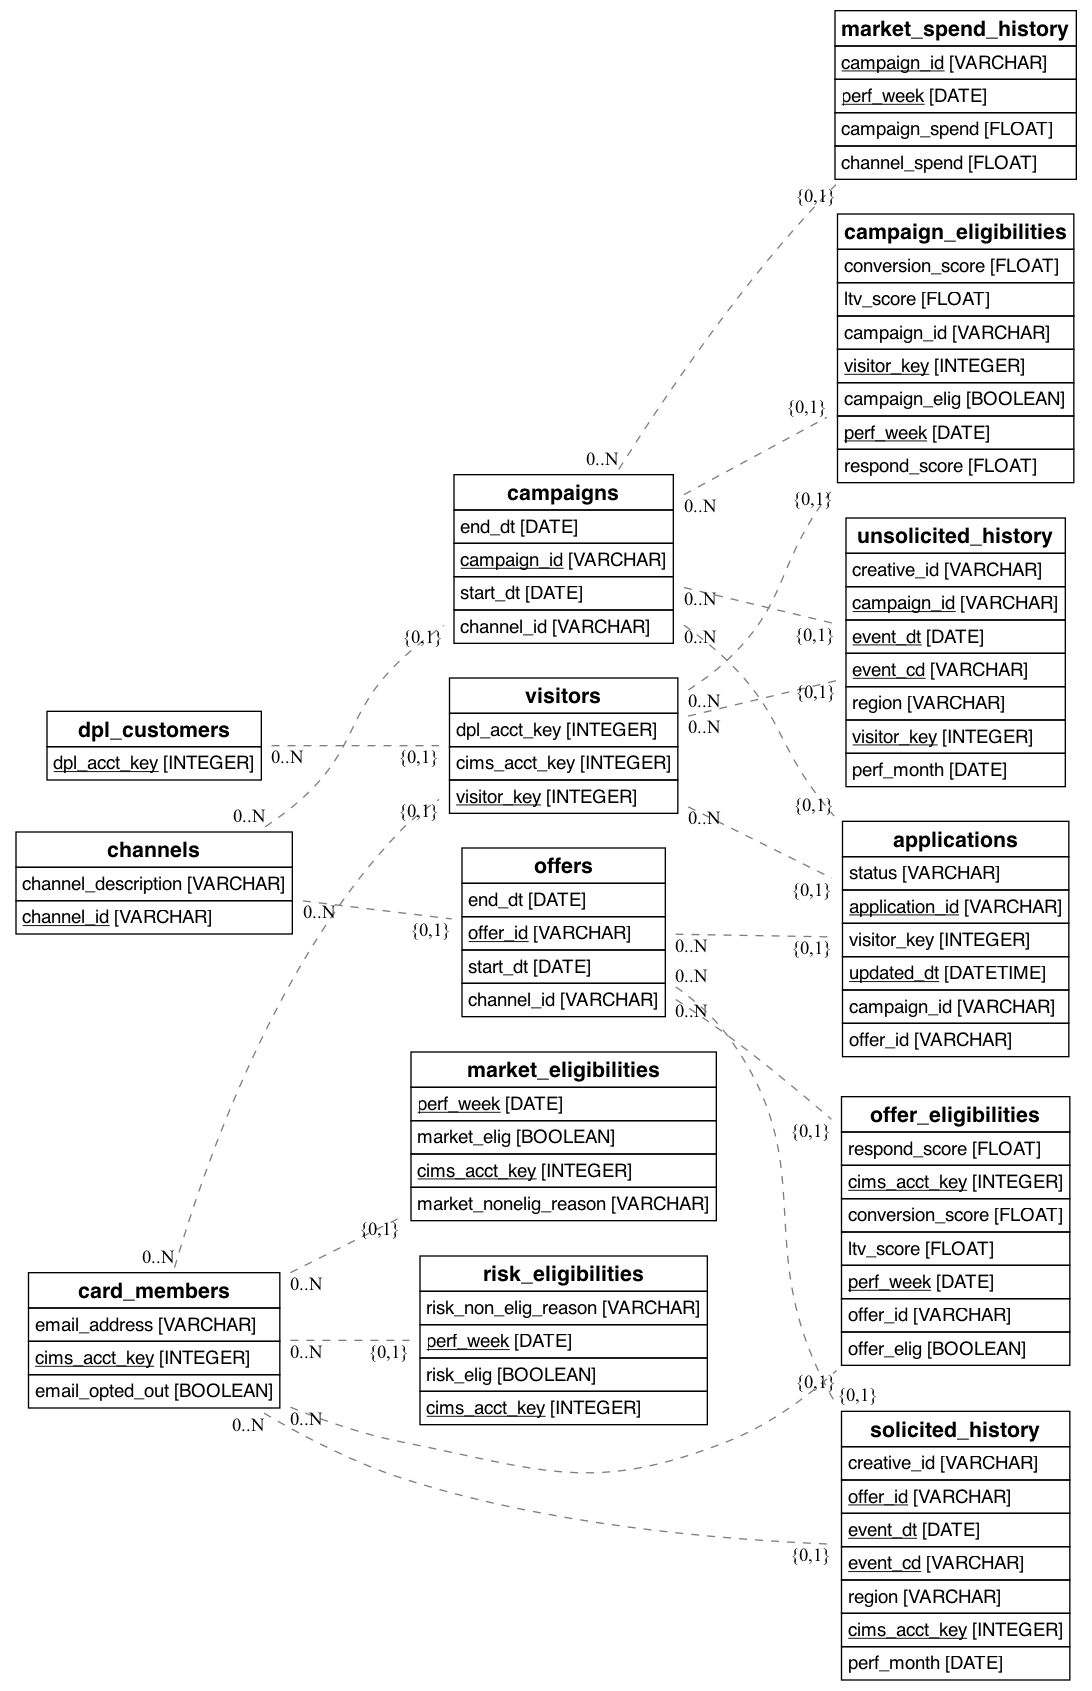 market_spend_history
campaign_id [VARCHAR]
perf_week [DATE]
campaign_spend [FLOAT]
channel_spend [FLOAT]
{0,1}
campaign_eligibilities
conversion_score [FLOAT]
ltv_score [FLOAT]
campaign_id [VARCHAR]
visitor_key [INTEGER]
campaign_elig [BOOLEAN]
perf_week [DATE]
respond_score [FLOAT]
{0,1}
0..N
campaigns
end_dt [DATE]
campaign_id [VARCHAR]
start_dt [DATE]
channel_id [VARCHAR]
0..N
{0,1}
0..N
{0,1}
0..N
{0,1}
unsolicited_history
creative_id [VARCHAR]
campaign_id [VARCHAR]
event_dt [DATE]
event_cd [VARCHAR]
region [VARCHAR]
visitor_key [INTEGER]
perf_month [DATE]
visitors
dpl_acct_key [INTEGER]
cims_acct_key [INTEGER]
visitor_key [INTEGER]
0..N
{0,1}
0..N
dpl_customers
dpl_acct_key [INTEGER]
0..N
{0,1}
0..N
{0,1}
{0,1}
0..N
channels
channel_description [VARCHAR]
channel_id [VARCHAR]
0..N
{0,1}
offers
end_dt [DATE]
offer_id [VARCHAR]
start_dt [DATE]
channel_id [VARCHAR]
applications
status [VARCHAR]
application_id [VARCHAR]
visitor_key [INTEGER]
updated_dt [DATETIME]
campaign_id [VARCHAR]
offer_id [VARCHAR]
{0,1}
0..N
{0,1}
0..N
0..N
market_eligibilities
perf_week [DATE]
market_elig [BOOLEAN]
cims_acct_key [INTEGER]
market_nonelig_reason [VARCHAR]
{0,1}
offer_eligibilities
respond_score [FLOAT]
cims_acct_key [INTEGER]
conversion_score [FLOAT]
ltv_score [FLOAT]
perf_week [DATE]
offer_id [VARCHAR]
offer_elig [BOOLEAN]
{0,1}
0..N
0..N
card_members
email_address [VARCHAR]
cims_acct_key [INTEGER]
email_opted_out [BOOLEAN]
risk_eligibilities
risk_non_elig_reason [VARCHAR]
perf_week [DATE]
risk_elig [BOOLEAN]
cims_acct_key [INTEGER]
0..N
{0,1}
{0,1}
{0,1}
0..N
0..N
solicited_history
creative_id [VARCHAR]
offer_id [VARCHAR]
event_dt [DATE]
event_cd [VARCHAR]
region [VARCHAR]
cims_acct_key [INTEGER]
perf_month [DATE]
{0,1}